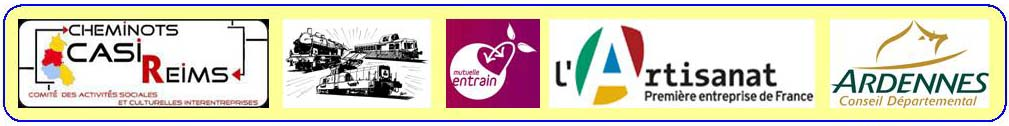 CHEMINOTS
CASI
REIMS
COMITÉ DES ACTIVITÉS SOCIALES
ET CULTURELLES INTERENTREPRISES
mutuelle
entrain
l'Artisanat
Première entreprise de France
ARDENNES
Conseil Départemental